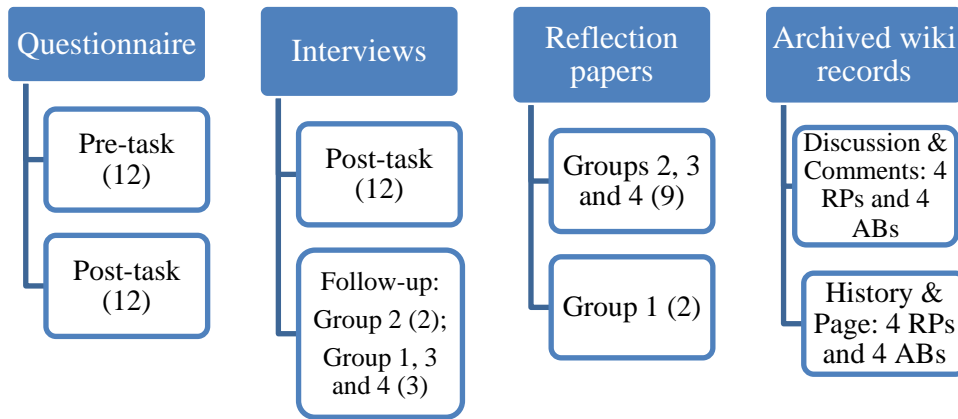 Questionnaire
Pre-task
(12)
Post-task
(12)
Interviews
Post-task
(12)
Follow-up:
Group 2 (2);
Group 1, 3
and 4 (3)
Reflection
papers
Groups 2, 3
and 4 (9)
Group 1 (2)
Archived wiki
records
Discussion &
Comments: 4
RPs and 4
ABs
History &
Page: 4 RPs
and 4 ABs